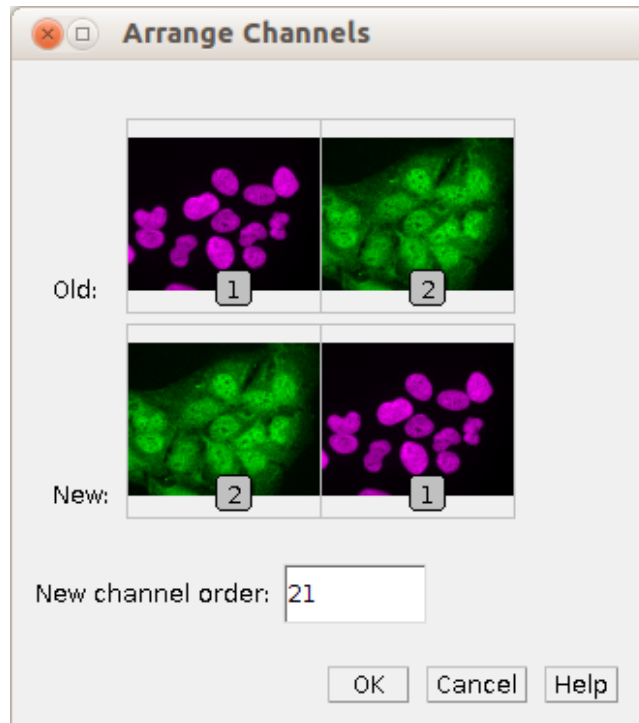 Arrange Channels
Old:
1
2
New:
2
1
New channel order: 21
OK Cancel Help